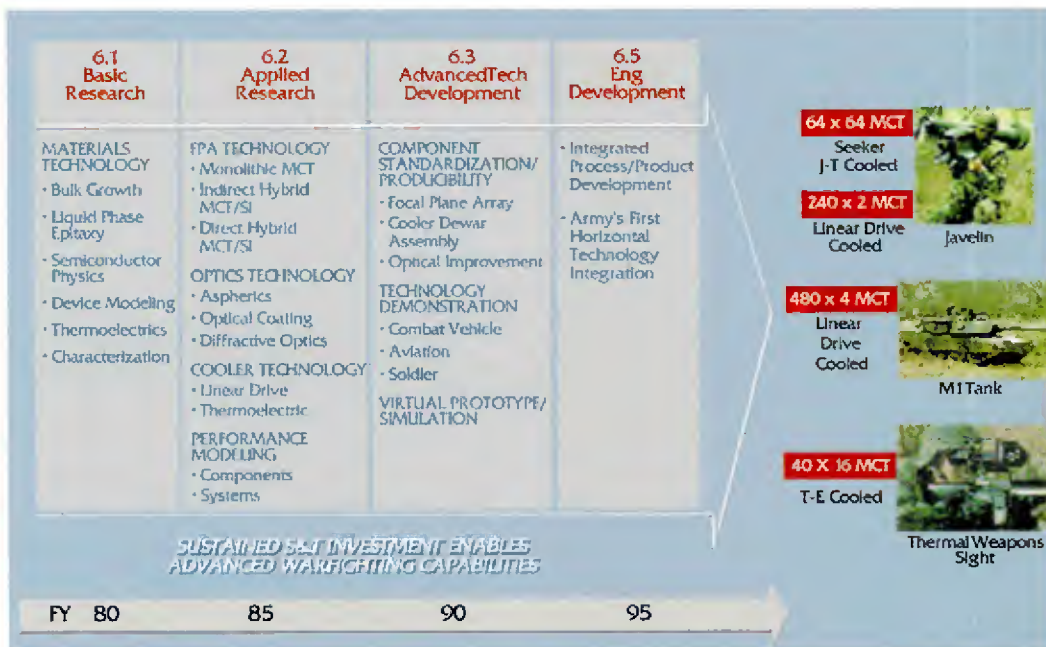 6.1
Basic
Research
6.2
Applied
Research
6.3
AdvancedTech
Development
6.5
Eng
Development
MATERIALS
TECHNOLOGY
• Bulk Growth
• Liquid Phase
Epitaxy
• Semiconductor
Physics
• Device Modeling
• Thermoelectrics
• Characterization
FPA TECHNOLOGY
• Monolithic MCT
• Indirect Hybrid
MCT/SI
• Direct Hybrid
MCT/SI
OPTICS TECHNOLOGY
• Aspherics
• Optical Coating
• Diffractive Optics
COOLER TECHNOLOGY
• Linear Drive
• Thermoelectric
PERFORMANCE
MODELING
• Components
• Systems
COMPONENT
STANDARDIZATION/
PRODUCIBILITY
• Focal Plane Array
• Cooler Dewar
Assembly
• Optical Improvement
TECHNOLOGY
DEMONSTRATION
• Combat Vehicle
• Aviation
• Soldier
VIRTUAL PROTOTYPE/
SIMULATION
• Integrated
Process/Product
Development
• Army's First
Horizontal
Technology
Integration
64 x 64 MCT
Seeker
J-T Cooled
240 x 2 MCT
Linear Drive
Cooled
Javelin
480 x 4 MCT
Linear
Drive
Cooled
M1Tank
40 X 16 MCT
T-E Cooled
Thermal Weapons
Sight
SUSTAINED S&T INVESTMENT ENABLES
ADVANCED WARFIGHTING CAPABILITIES
FY 80 85 90 95